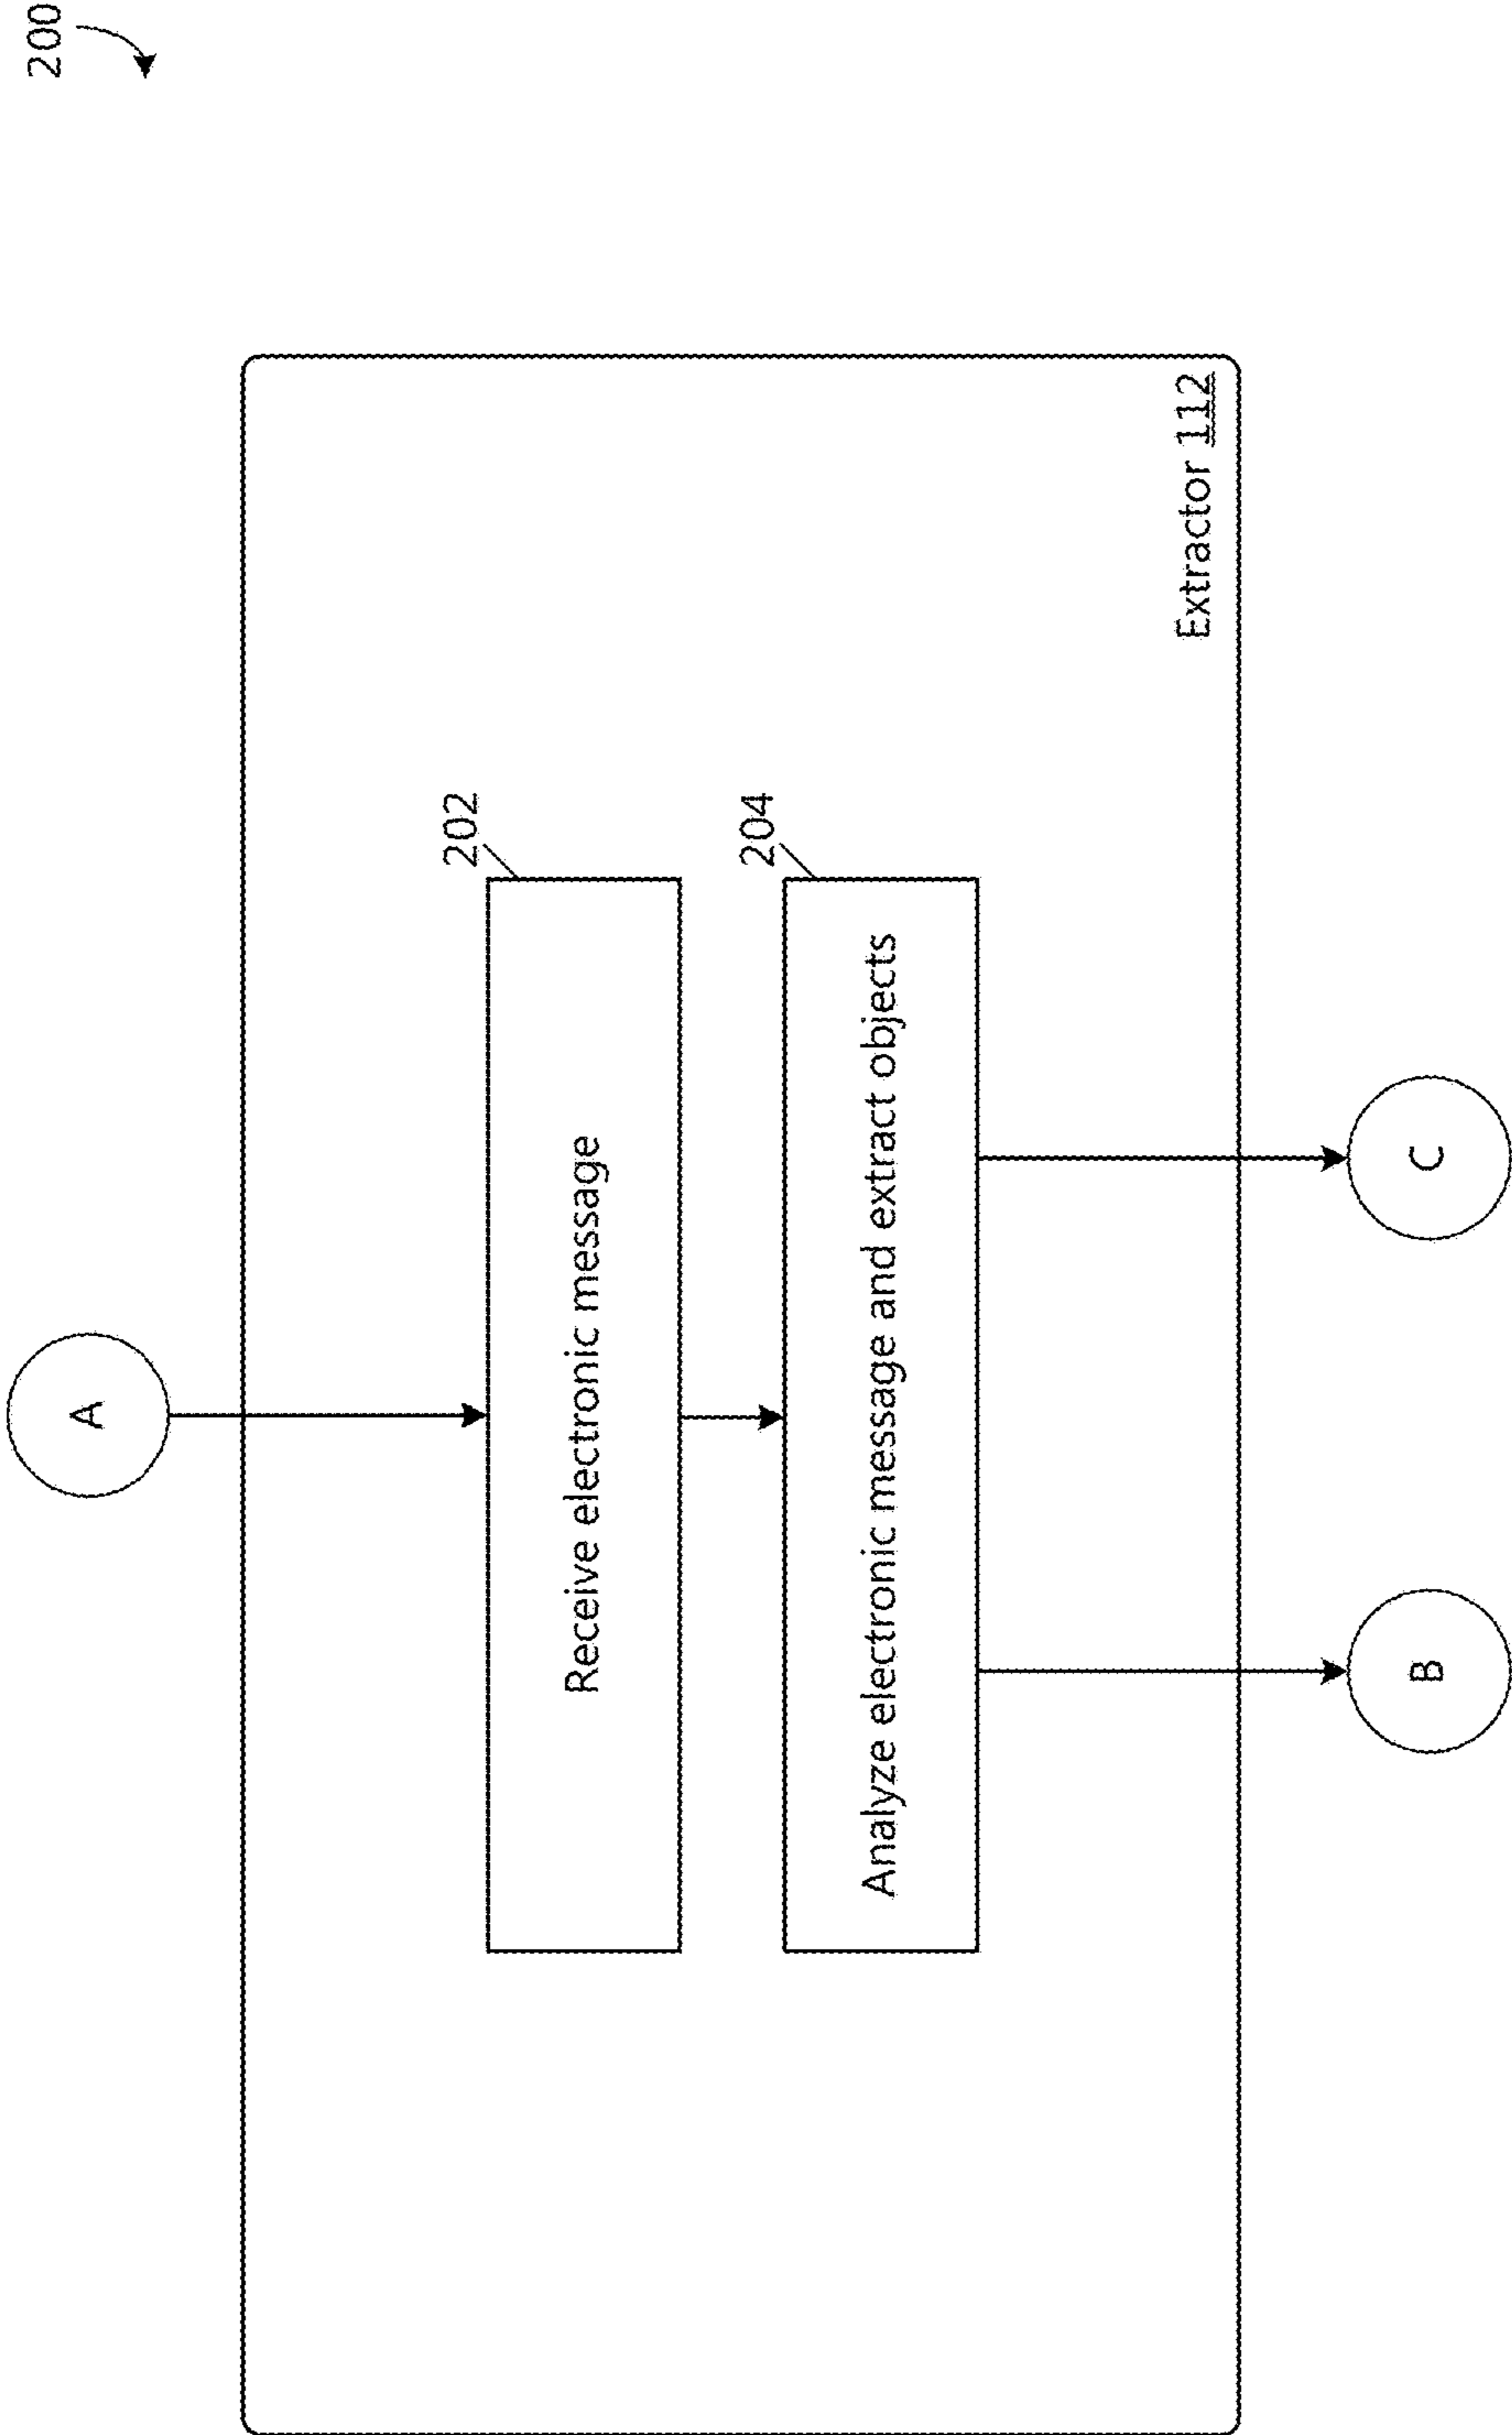 200
A
202
Receive electronic message
204
Analyze electronic message and extract objects
Extractor 112
B
C